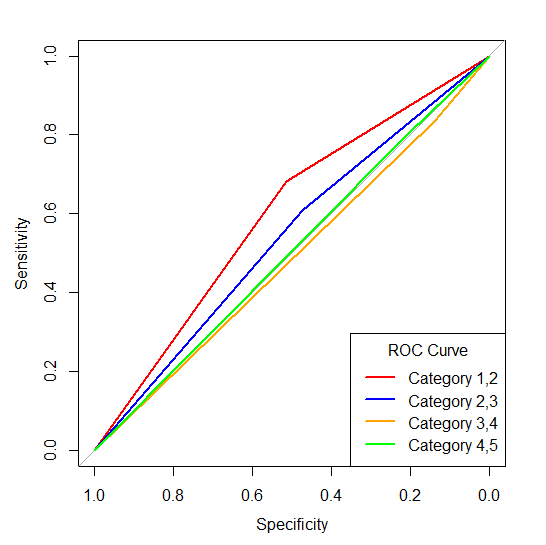 1.0
0.8
0.6
0.4
0.2
0.0
Sensitivity
ROC Curve
Category 1,2
Category 2,3
Category 3,4
Category 4,5
1.0 0.8 0.6 0.4 0.2 0.0
Specificity